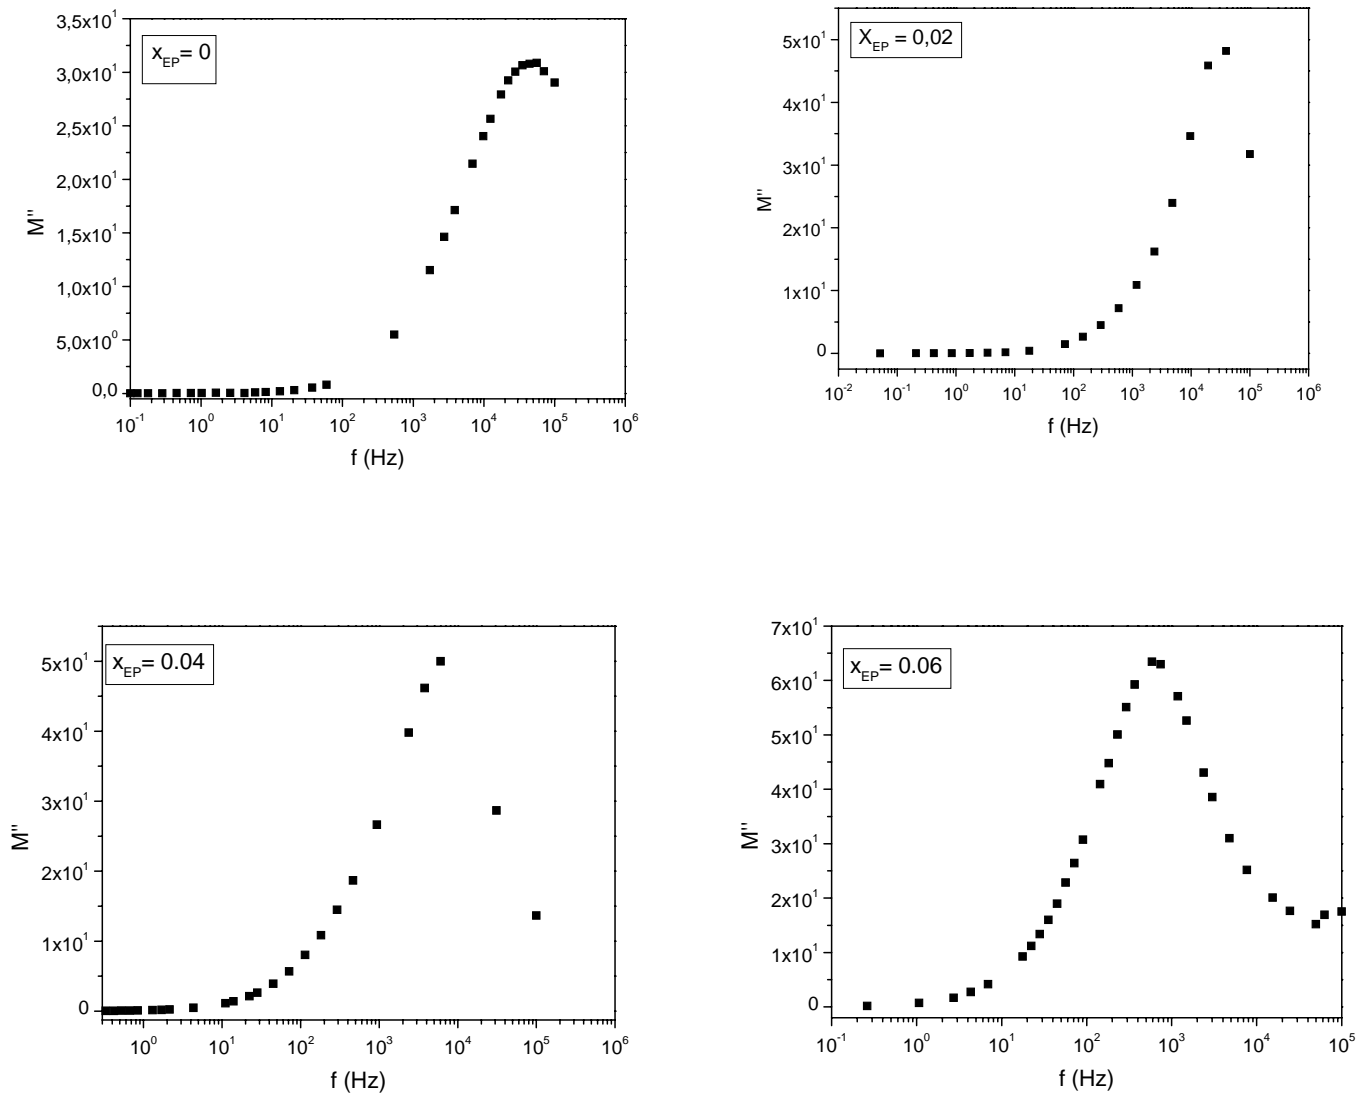 x_EP= 0
3,5x10^1
3,0x10^1
2,5x10^1
2,0x10^1
1,5x10^1
1,0x10^1
5,0x10^0
0,0
M"
10^-1 10^0 10^1 10^2 10^3 10^4 10^5 10^6
f (Hz)
X_EP = 0,02
5x10^1
4x10^1
3x10^1
2x10^1
1x10^1
0
M"
10^-2 10^-1 10^0 10^1 10^2 10^3 10^4 10^5 10^6
f (Hz)
x_EP= 0.04
5x10^1
4x10^1
3x10^1
2x10^1
1x10^1
0
M"
10^0 10^1 10^2 10^3 10^4 10^5 10^6
f (Hz)
x_EP= 0.06
7x10^1
6x10^1
5x10^1
4x10^1
3x10^1
2x10^1
1x10^1
0
M"
10^-1 10^0 10^1 10^2 10^3 10^4 10^5
f (Hz)